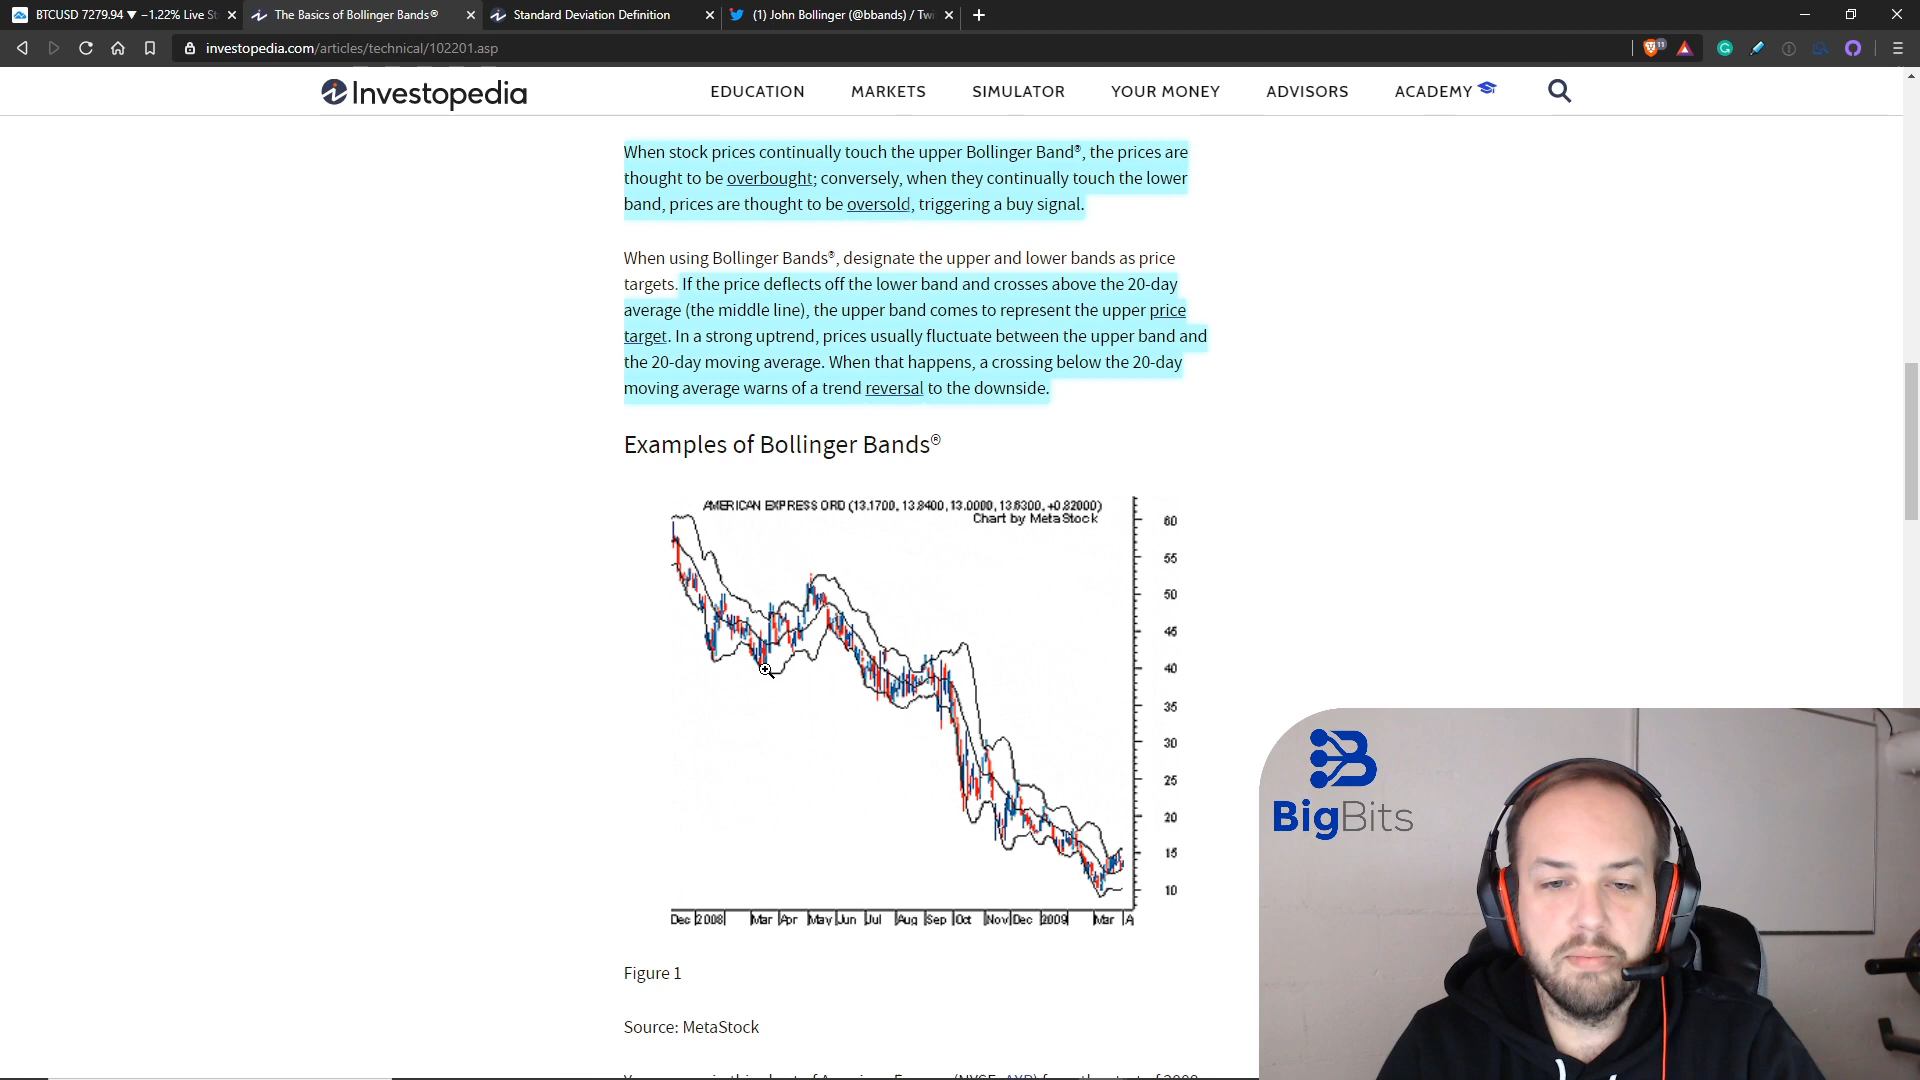 BTCUSD 7279.94 ▼ −1.22% Live St
The Basics of Bollinger Bands®
Standard Deviation Definition
(1) John Bollinger (@bbands) / Twi
investopedia.com/articles/technical/102201.asp
11
Investopedia
EDUCATION
MARKETS
SIMULATOR
YOUR MONEY
ADVISORS
ACADEMY
When stock prices continually touch the upper Bollinger Band®, the prices are
thought to be overbought; conversely, when they continually touch the lower
band, prices are thought to be oversold, triggering a buy signal.
When using Bollinger Bands®, designate the upper and lower bands as price
targets. If the price deflects off the lower band and crosses above the 20-day
average (the middle line), the upper band comes to represent the upper price
target. In a strong uptrend, prices usually fluctuate between the upper band and
the 20-day moving average. When that happens, a crossing below the 20-day
moving average warns of a trend reversal to the downside.
Examples of Bollinger Bands®
AMERICAN EXPRESS ORD (13.1700, 13.8400, 13.0000, 13.6300, +0.82000)
Chart by MetaStock
60
55
50
45
40
35
30
25
20
15
10
Dec 2008 Mar Apr May Jun Jul Aug Sep Oct Nov Dec 2009 Mar A
Figure 1
Source: MetaStock
BigBits